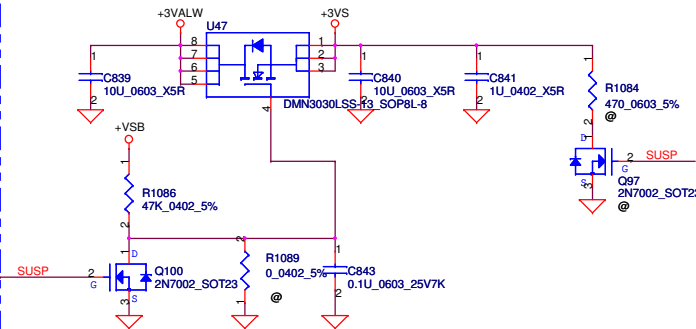 +3VALW
+3VS
U47
8
7
6
5
1
2
3
4
DMN3030LSS-13_SOP8L-8
1
C839
10U_0603_X5R
2
1
C840
10U_0603_X5R
2
1
C841
1U_0402_X5R
2
1
R1084
470_0603_5%
2
@
+VSB
1
R1086
47K_0402_5%
2
1
D
2
G
SUSP
S
3
Q97
2N7002_SOT23
@
SUSP
2
G
1
D
Q100
2N7002_SOT23
S
3
2
R1089
0_0402_5%
@
1
1
C843
0.1U_0603_25V7K
2